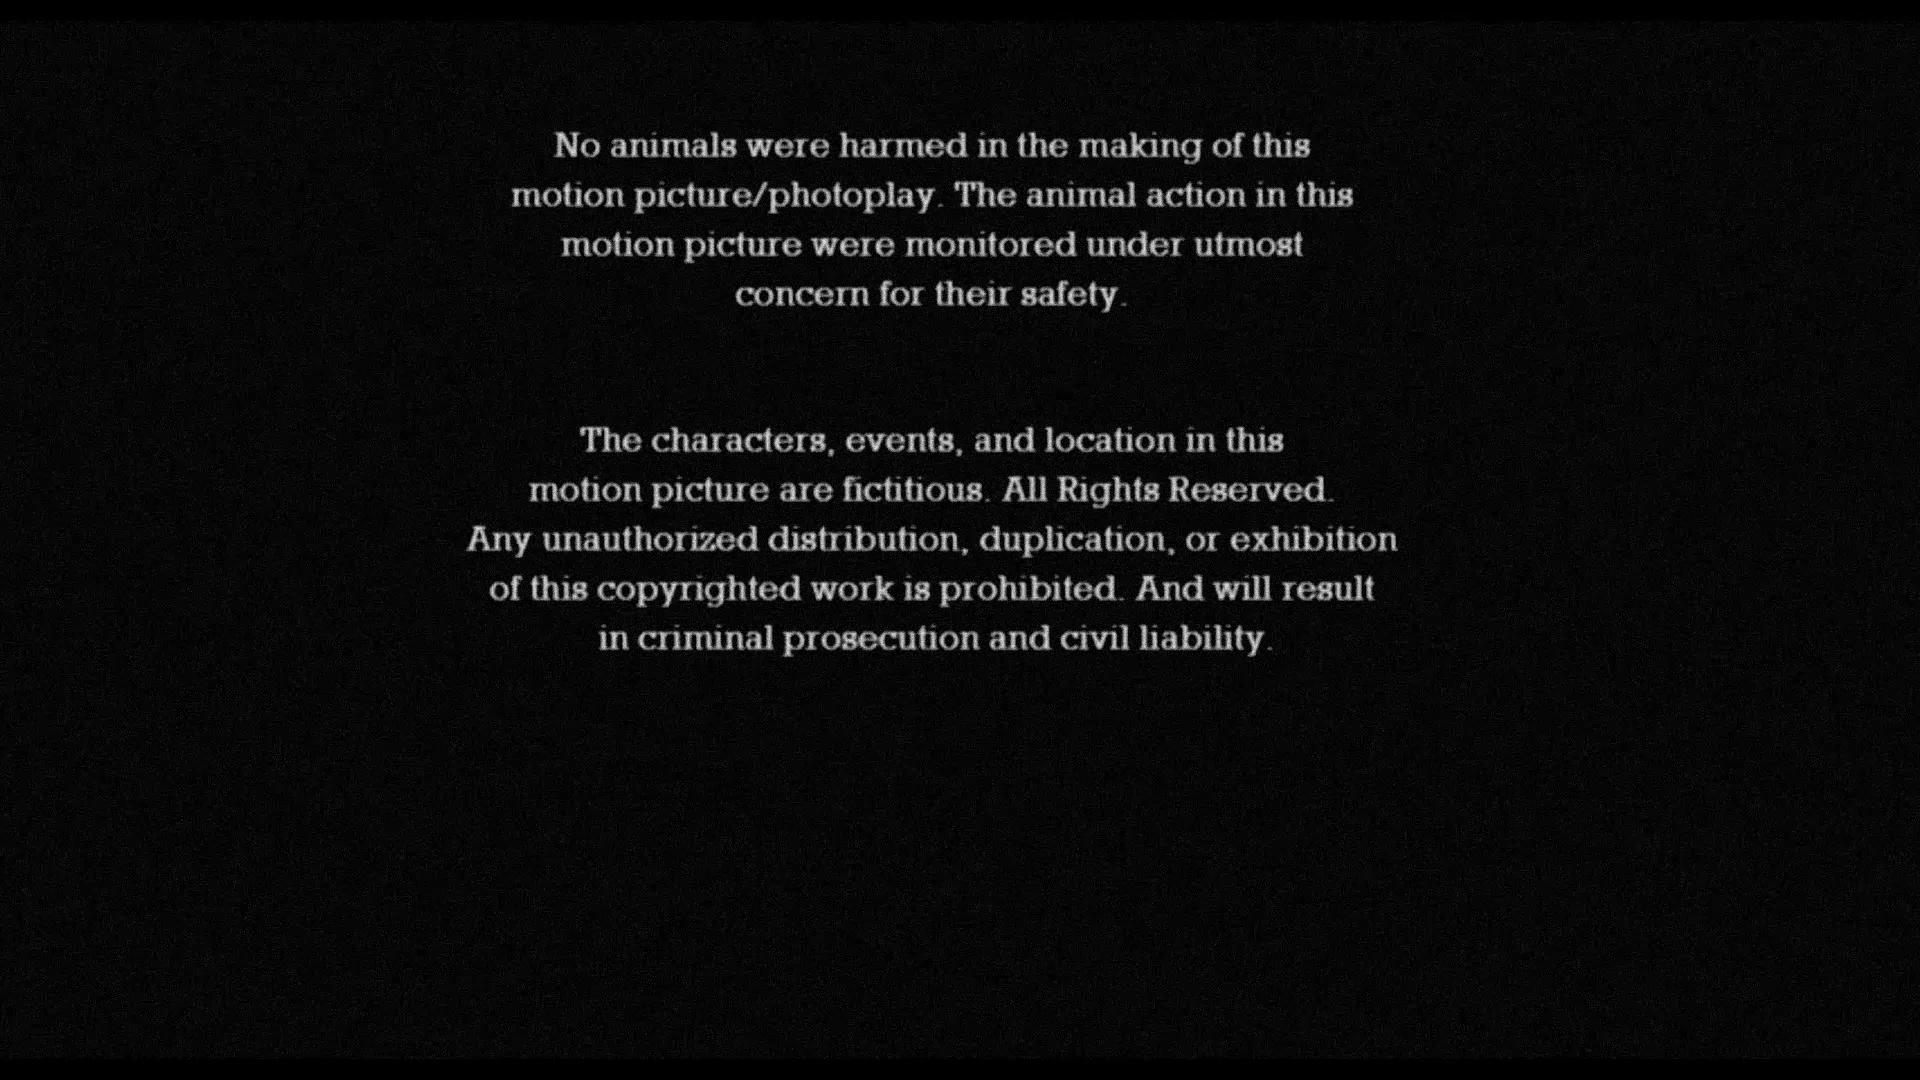 No animals were harmed in the making of this
motion picture/photoplay. The animal action in this
motion picture were monitored under utmost
concern for their safety.
The characters, events, and location in this
motion picture are fictitious. All Rights Reserved.
Any unauthorized distribution, duplication, or exhibition
of this copyrighted work is prohibited. And will result
in criminal prosecution and civil liability.